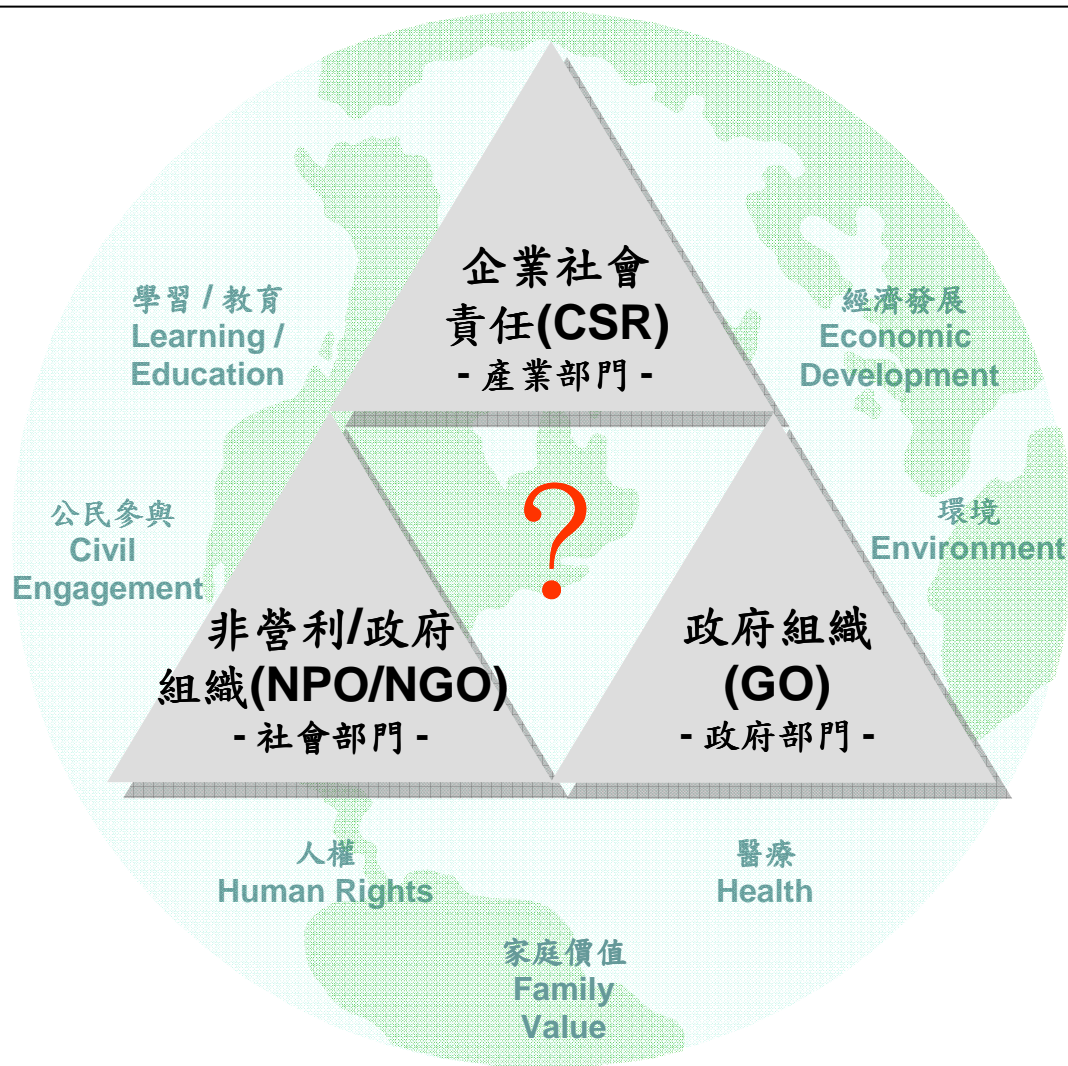 企業社會
責任(CSR)
- 產業部門 -
學習 / 教育
Learning /
Education
經濟發展
Economic
Development
?
公民參與
Civil
Engagement
環境
Environment
非營利/政府
組織(NPO/NGO)
- 社會部門 -
政府組織
(GO)
- 政府部門 -
人權
Human Rights
醫療
Health
家庭價值
Family
Value